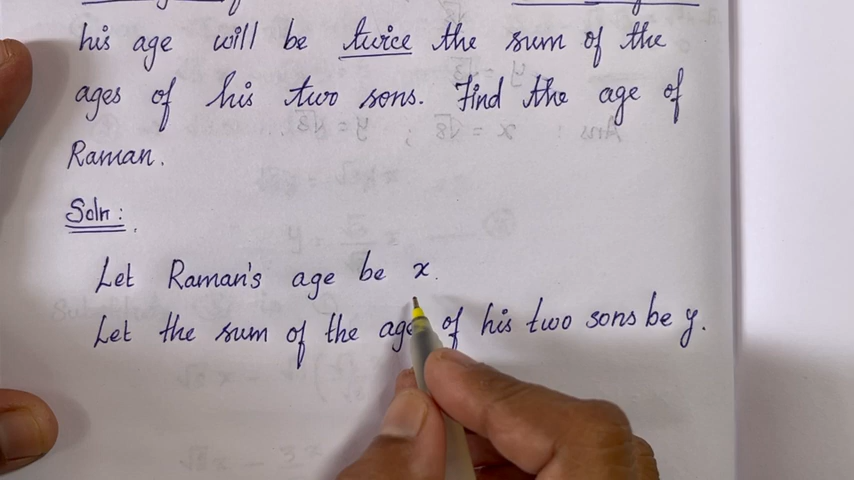 his age will be twice the sum of the
ages of his two sons. Find the age of
Raman.
Soln:
Let Raman's age be x.
Let the sum of the age of his two sons be y.